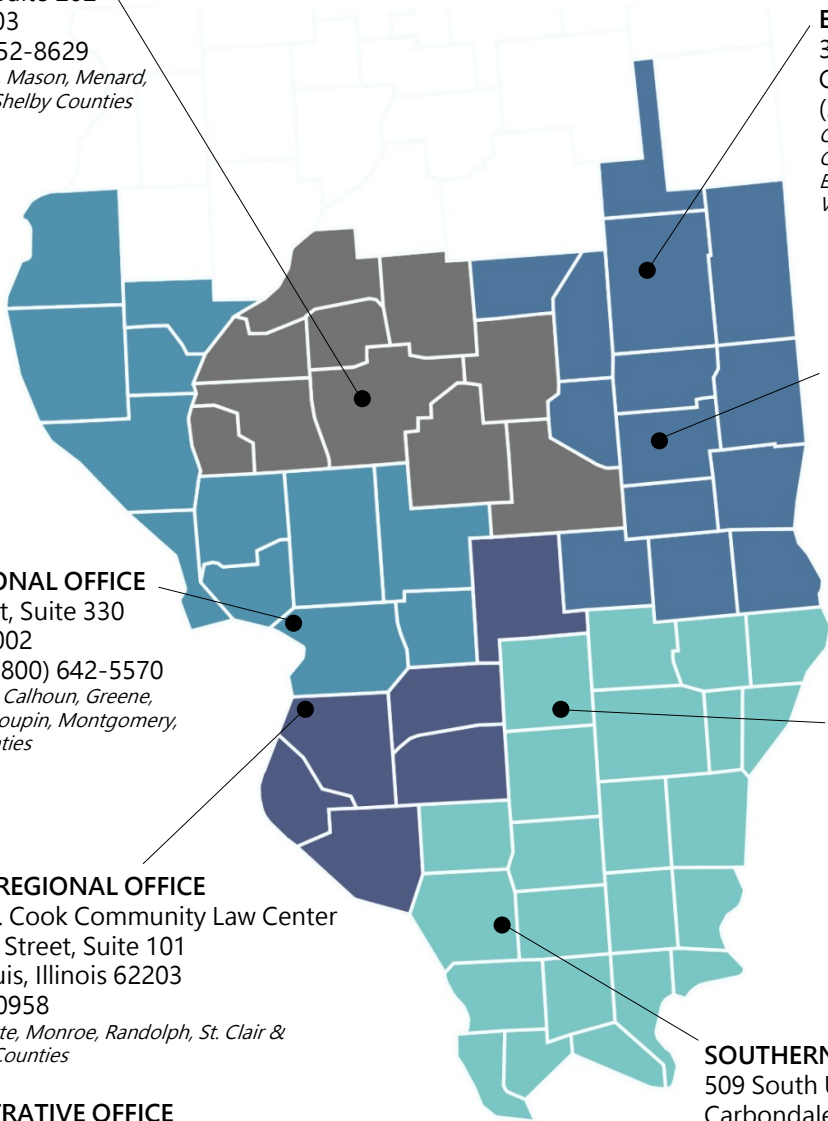 03
52-8629
Mason, Menard,
Shelby Counties
ONAL OFFICE
t, Suite 330
002
800) 642-5570
Calhoun, Greene,
oupin, Montgomery,
nties
REGIONAL OFFICE
. Cook Community Law Center
Street, Suite 101
uis, Illinois 62203
0958
te, Monroe, Randolph, St. Clair &
Counties
TRATIVE OFFICE
SOUTHERN
509 South
Carbondale